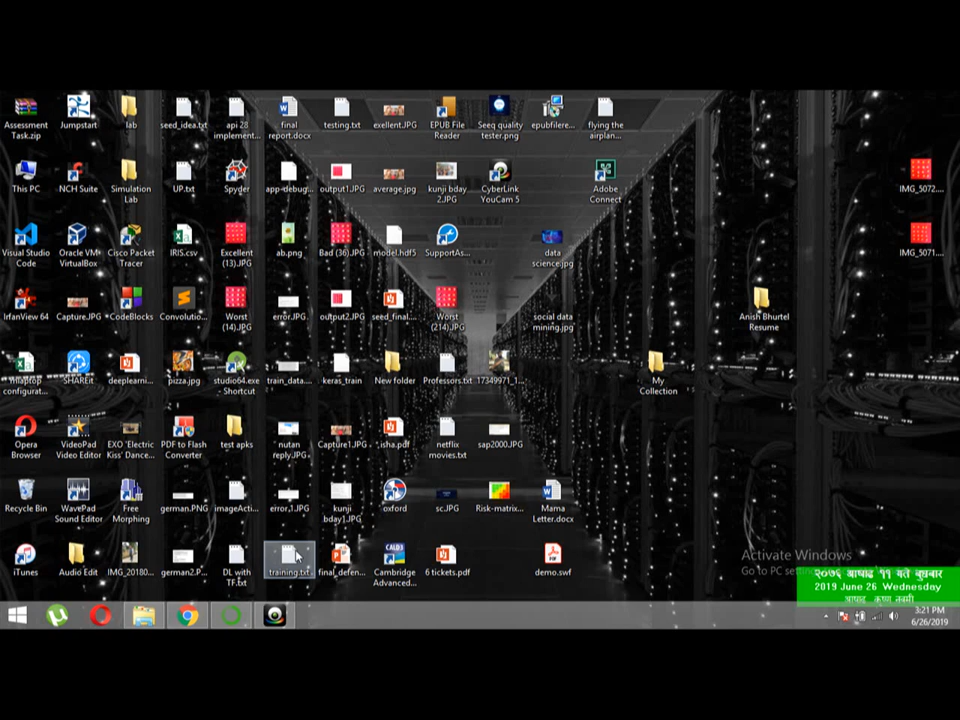 Assessment
Task.zip
Jumpstart
lab
seed_idea.txt
api 28
implement...
final
report.docx
testing.txt
exellent.JPG
EPUB File
Reader
Seeq quality
tester.png
epubfilere...
flying the
airplan...
This PC
NCH Suite
Simulation
Lab
UP.txt
Spyder
app-debug...
output1.JPG
average.jpg
kunji bday
2.JPG
CyberLink
YouCam 5
Adobe
Connect
IMG_5072....
Visual Studio
Code
Oracle VM
VirtualBox
Cisco Packet
Tracer
IRIS.csv
Excellent
(13).JPG
ab.png
Bad (36).JPG
model.hdf5
SupportAs...
data
science.jpg
IMG_5071....
IrfanView 64
Capture.JPG
CodeBlocks
Convolutio...
Worst
(14).JPG
error.JPG
output2.JPG
seed_final....
Worst
(214).JPG
social data
mining.jpg
Anish Bhurtel
Resume
configurat...
SHAREit
deeplearni...
pizza.jpg
studio64.exe
- Shortcut
train_data....
keras_train
New folder
Professors.txt
17349971_1...
My
Collection
Opera
Browser
VideoPad
Video Editor
EXO 'Electric
Kiss' Dance...
PDF to Flash
Converter
test apks
nutan
reply.JPG
Capture1.JPG
isha.pdf
netflix
movies.txt
sap2000.JPG
Recycle Bin
WavePad
Sound Editor
Free
Morphing
german.PNG
imageActi...
error,1.JPG
kunji
bday1.JPG
oxford
sc.JPG
Risk-matrix...
Mama
Letter.docx
iTunes
Audio Edit
IMG_20180...
german2.P...
DL with
TF.txt
training.txt
final_defen...
Cambridge
Advanced...
6 tickets.pdf
demo.swf
Activate Windows
Go to PC
२०७६ आषाढ ११ गते बुधबार
2019 June 26 Wednesday
आषाढ कृष्ण नवमी
3:21 PM
6/26/2019